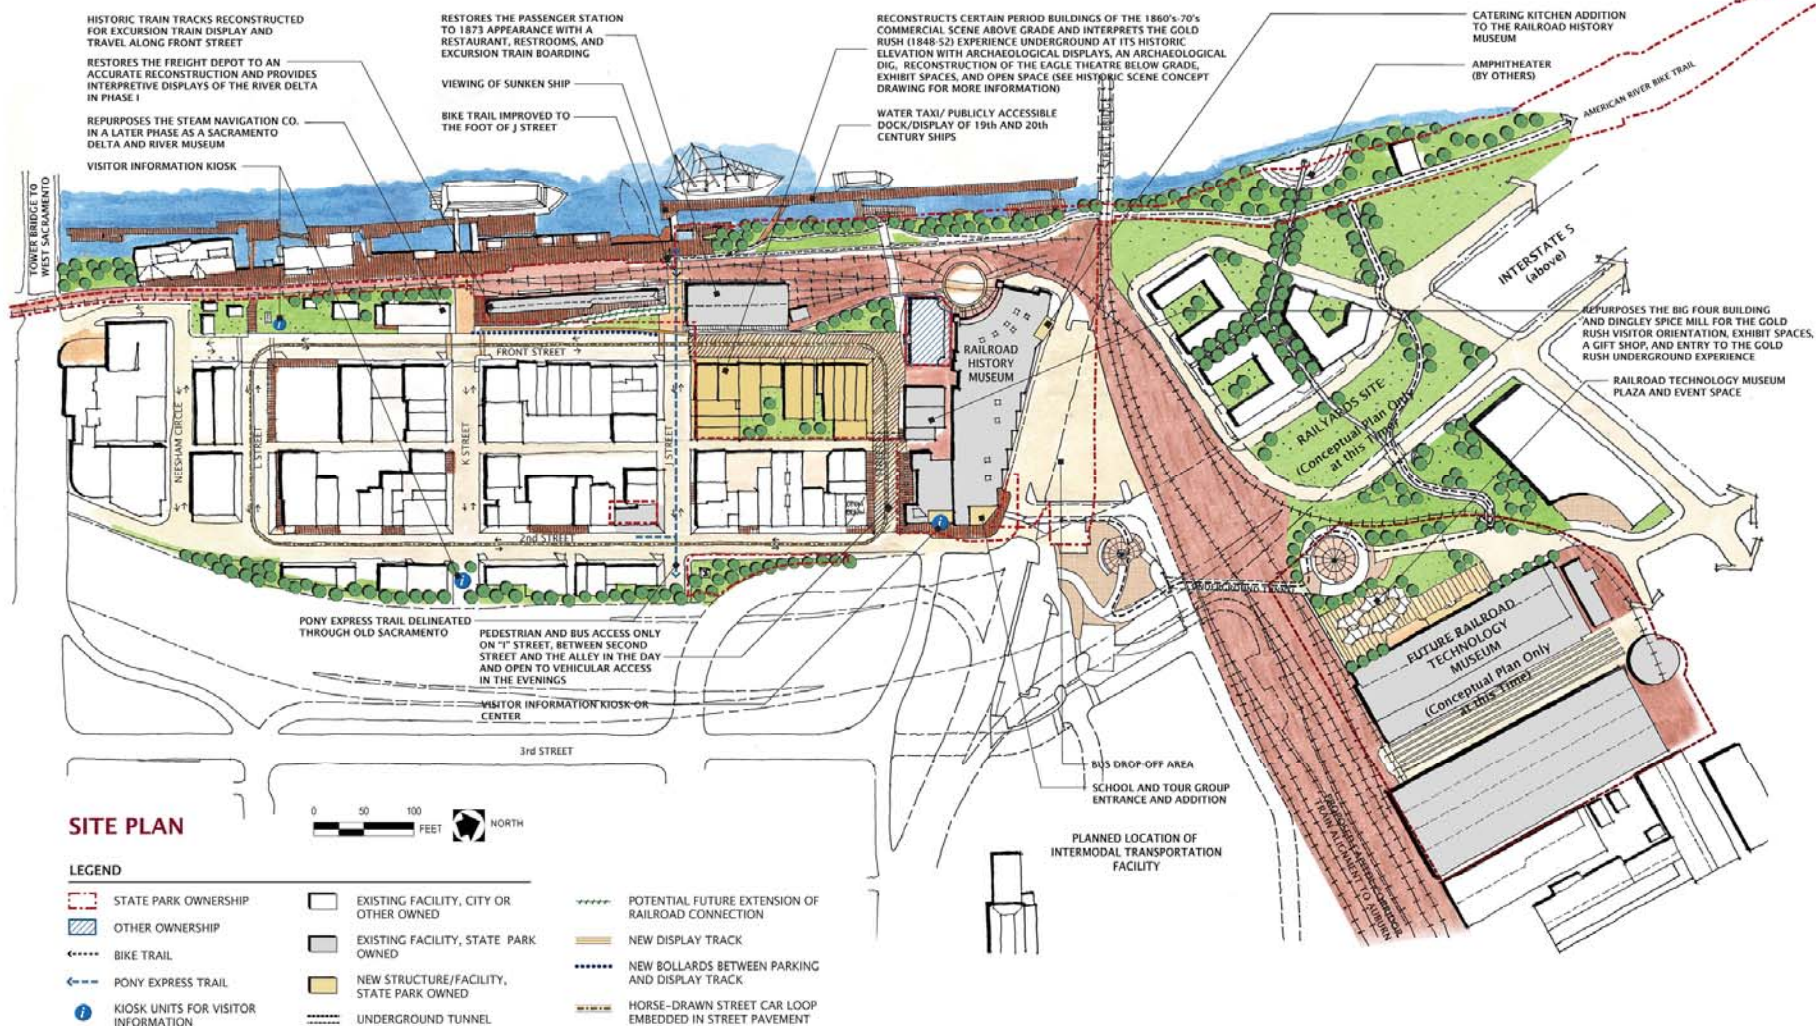 HISTORIC TRAIN TRACKS RECONSTRUCTED
FOR EXCURSION TRAIN DISPLAY AND
TRAVEL ALONG FRONT STREET
RESTORES THE FREIGHT DEPOT TO AN
ACCURATE RECONSTRUCTION AND PROVIDES
INTERPRETIVE DISPLAYS OF THE RIVER DELTA
IN PHASE I
REPURPOSES THE STEAM NAVIGATION CO.
IN A LATER PHASE AS A SACRAMENTO
DELTA AND RIVER MUSEUM
VISITOR INFORMATION KIOSK
RESTORES THE PASSENGER STATION
TO 1873 APPEARANCE WITH A
RESTAURANT, RESTROOMS, AND
EXCURSION TRAIN BOARDING
VIEWING OF SUNKEN SHIP
BIKE TRAIL IMPROVED TO
THE FOOT OF J STREET
RECONSTRUCTS CERTAIN PERIOD BUILDINGS OF THE 1860's-70's
COMMERCIAL SCENE ABOVE GRADE AND INTERPRETS THE GOLD
RUSH (1848-52) EXPERIENCE UNDERGROUND AT ITS HISTORIC
ELEVATION WITH ARCHAEOLOGICAL DISPLAYS, AN ARCHAEOLOGICAL
DIG, RECONSTRUCTION OF THE EAGLE THEATRE BELOW GRADE,
EXHIBIT SPACES, AND OPEN SPACE (SEE HISTORIC SCENE CONCEPT
DRAWING FOR MORE INFORMATION)
WATER TAXI/ PUBLICLY ACCESSIBLE
DOCK/DISPLAY OF 19th AND 20th
CENTURY SHIPS
CATERING KITCHEN ADDITION
TO THE RAILROAD HISTORY
MUSEUM
AMPHITHEATER
(BY OTHERS)
AMERICAN RIVER BIKE TRAIL
TOWER BRIDGE TO
WEST SACRAMENTO
INTERSTATE 5
(above)
REPURPOSES THE BIG FOUR BUILDING
AND DINGLEY SPICE MILL FOR THE GOLD
RUSH VISITOR ORIENTATION, EXHIBIT SPACES,
A GIFT SHOP, AND ENTRY TO THE GOLD
RUSH UNDERGROUND EXPERIENCE
RAILROAD TECHNOLOGY MUSEUM
PLAZA AND EVENT SPACE
FRONT STREET
RAILROAD
HISTORY
MUSEUM
NEESHAM CIRCLE
L STREET
K STREET
J STREET
RAILYARDS SITE
(Conceptual Plan Only
at this Time)
2nd STREET
UNDERGROUND TUNNEL
PONY EXPRESS TRAIL DELINEATED
THROUGH OLD SACRAMENTO
PEDESTRIAN AND BUS ACCESS ONLY
ON "I" STREET, BETWEEN SECOND
STREET AND THE ALLEY IN THE DAY
AND OPEN TO VEHICULAR ACCESS
IN THE EVENINGS
VISITOR INFORMATION KIOSK OR
CENTER
3rd STREET
FUTURE RAILROAD
TECHNOLOGY
MUSEUM
(Conceptual Plan Only
at this Time)
BUS DROP-OFF AREA
SCHOOL AND TOUR GROUP
ENTRANCE AND ADDITION
PLANNED LOCATION OF
INTERMODAL TRANSPORTATION
FACILITY
TRAIN ALIGNMENT TO AUBURN
SITE PLAN
0 50 100
FEET
NORTH
LEGEND
STATE PARK OWNERSHIP
OTHER OWNERSHIP
BIKE TRAIL
PONY EXPRESS TRAIL
KIOSK UNITS FOR VISITOR
INFORMATION
EXISTING FACILITY, CITY OR
OTHER OWNED
EXISTING FACILITY, STATE PARK
OWNED
NEW STRUCTURE/FACILITY,
STATE PARK OWNED
UNDERGROUND TUNNEL
POTENTIAL FUTURE EXTENSION OF
RAILROAD CONNECTION
NEW DISPLAY TRACK
NEW BOLLARDS BETWEEN PARKING
AND DISPLAY TRACK
HORSE-DRAWN STREET CAR LOOP
EMBEDDED IN STREET PAVEMENT